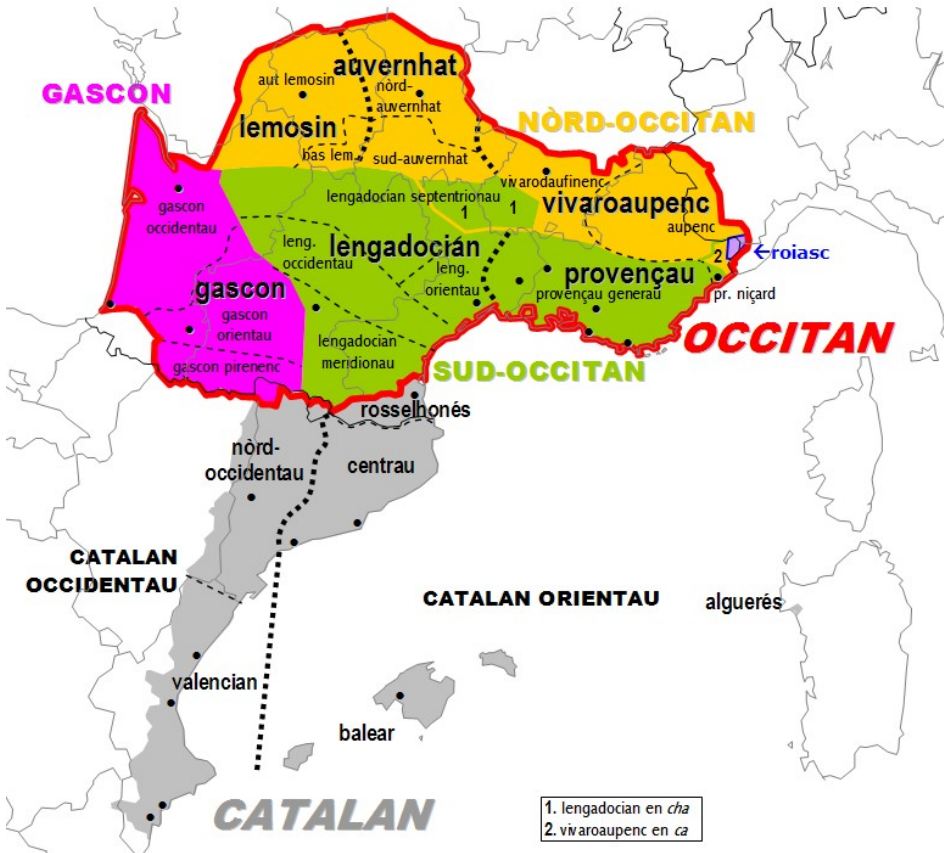 GASCON
aut lemosin
auvernhat
nòrd-
auvernhat
lemosin
NÒRD-OCCITAN
bas lem.
sud-auvernhat
vivarodaufinenc
lengadocian septentrionau
1
1
vivaroaupenc
aupenc
gascon
occidentau
leng.
occidentau
lengadocián
leng.
orientau
2
←roiasc
provençau
provençau generau
pr. niçard
gascon
gascon
orientau
OCCITAN
lengadocian
meridionau
gascon pirenenc
SUD-OCCITAN
rosselhonés
nòrd-
occidentau
centrau
CATALAN
OCCIDENTAU
CATALAN ORIENTAU
alguerés
valencian
balear
CATALAN
1. lengadocian en cha
2. vivaroaupenc en ca